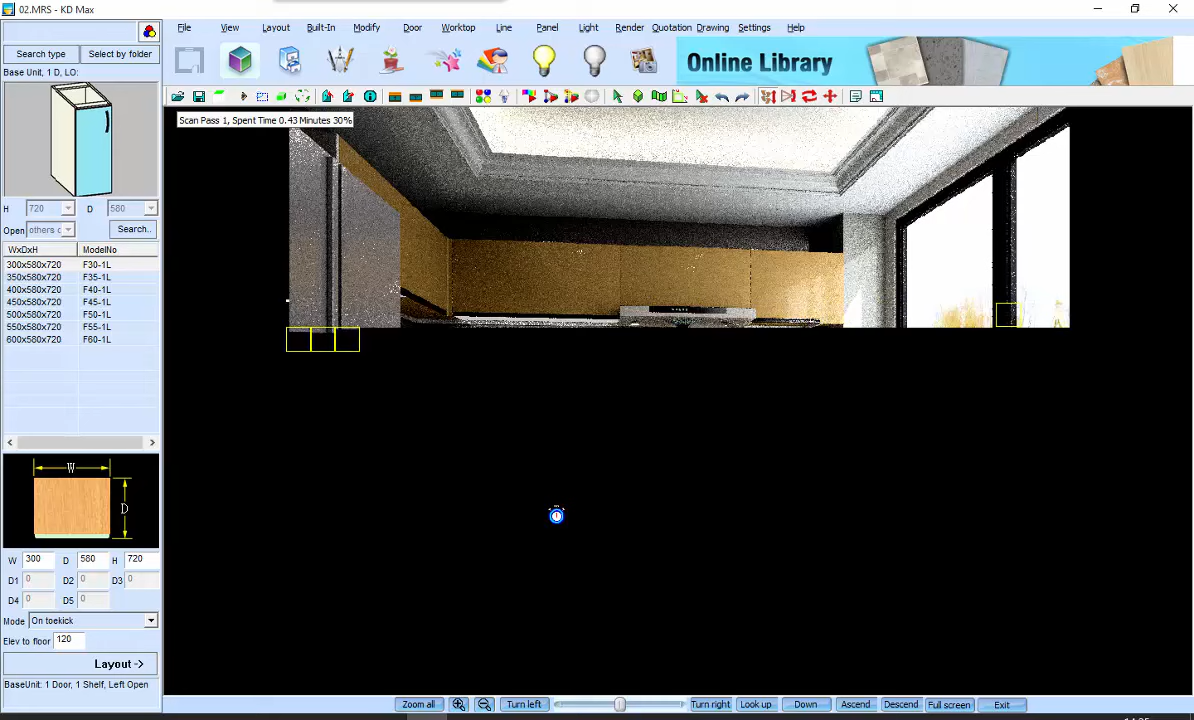 02.MRS - KD Max
File View Layout Built-In Modify Door Worktop Line Panel Light Render Quotation Drawing Settings Help
Search type Select by folder
Online Library
Base Unit, 1 D, LO:
Scan Pass 1, Spent Time 0.43 Minutes 30%
H 720 D 580
Open others c Search..
WxDxH ModelNo
300x580x720 F30-1L
350x580x720 F35-1L
400x580x720 F40-1L
450x580x720 F45-1L
500x580x720 F50-1L
550x580x720 F55-1L
600x580x720 F60-1L
W
D
W 300 D 580 H 720
D1 0 D2 0 D3 0
D4 0 D5 0
Mode On toekick
Elev to floor 120
Layout ->
BaseUnit: 1 Door, 1 Shelf, Left Open
Zoom all Turn left Turn right Look up Down Ascend Descend Full screen Exit